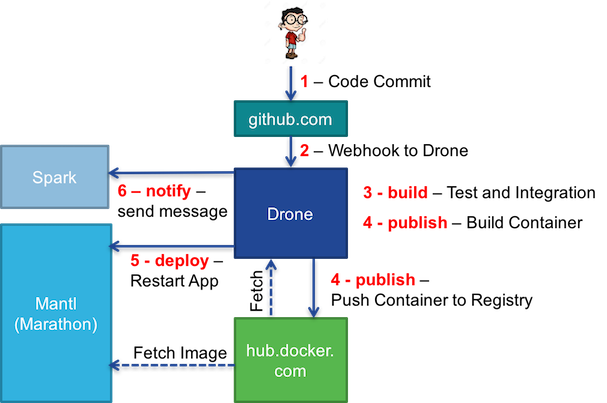 1 – Code Commit
github.com
2 – Webhook to Drone
Spark
6 – notify –
send message
Drone
3 - build – Test and Integration
4 - publish – Build Container
5 - deploy –
Restart App
Mantl
(Marathon)
Fetch
4 - publish –
Push Container to Registry
Fetch Image
hub.docker.
com